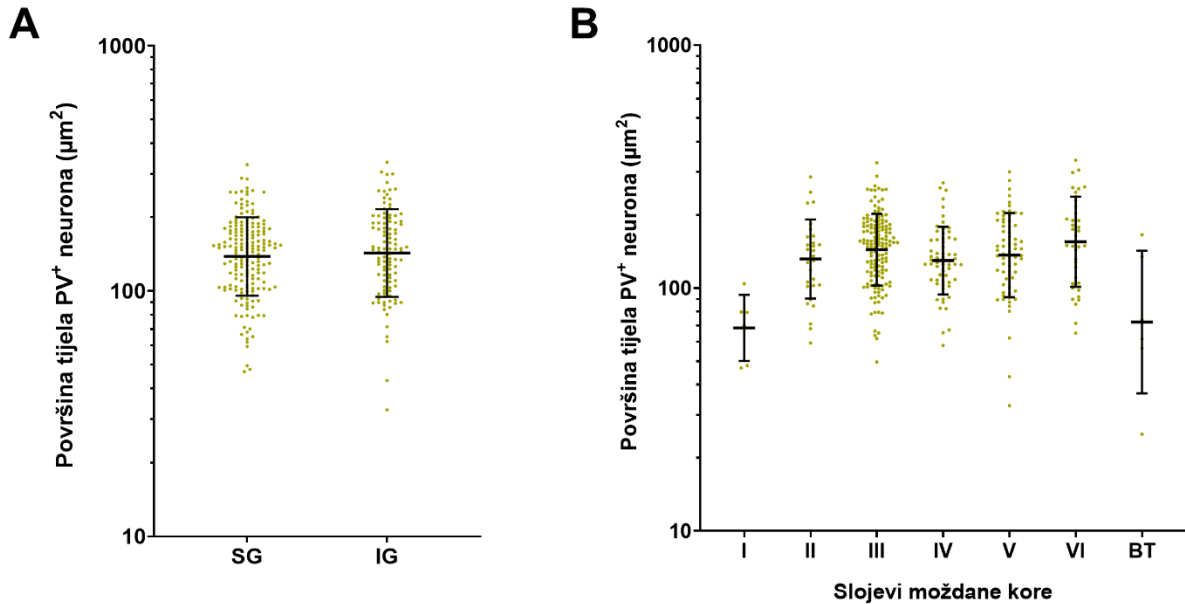 A
Površina tijela PV⁺ neurona (µm²)
1000
100
10
SG IG
B
Površina tijela PV⁺ neurona (µm²)
1000
100
10
I II III IV V VI BT
Slojevi moždane kore